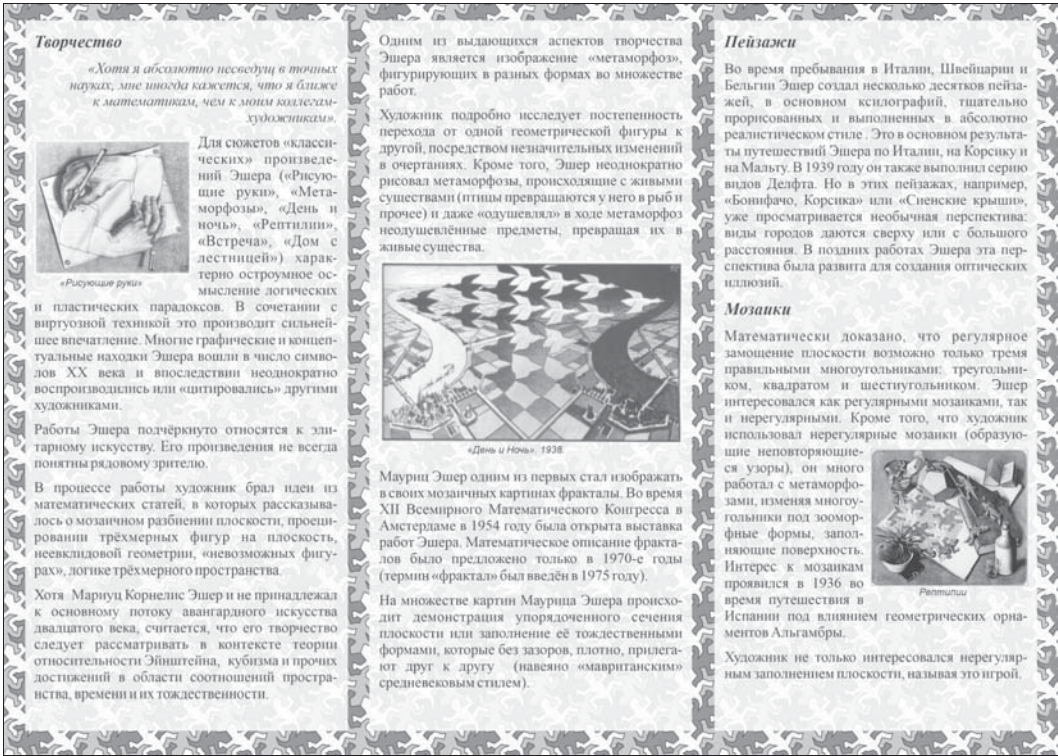 Творчество
«Хотя я абсолютно несведущ в точных
науках, мне иногда кажется, что я ближе
к математикам, чем к моим коллегам-
художникам».
Для сюжетов «класси-
ческих» произведе-
ний Эшера («Рисую-
щие руки», «Мета-
морфозы», «День и
ночь», «Рептилии»,
«Встреча», «Дом с
лестницей») харак-
терно остроумное ос-
мысление логических
«Рисующие руки»
и пластических парадоксов. В сочетании с
виртуозной техникой это производит сильней-
шее впечатление. Многие графические и концеп-
туальные находки Эшера вошли в число симво-
лов XX века и впоследствии неоднократно
воспроизводились или «цитировались» другими
художниками.
Работы Эшера подчёркнуто относятся к эли-
тарному искусству. Его произведения не всегда
понятны рядовому зрителю.
В процессе работы художник брал идеи из
математических статей, в которых рассказыва-
лось о мозаичном разбиении плоскости, проеци-
ровании трёхмерных фигур на плоскость,
неевклидовой геометрии, «невозможных фигу-
рах», логике трёхмерного пространства.
Хотя Мариуц Корнелис Эшер и не принадлежал
к основному потоку авангардного искусства
двадцатого века, считается, что его творчество
следует рассматривать в контексте теории
относительности Эйнштейна, кубизма и прочих
достижений в области соотношений простра-
нства, времени и их тождественности.
Одним из выдающихся аспектов творчества
Эшера является изображение «метаморфоз»,
фигурирующих в разных формах во множестве
работ.
Художник подробно исследует постепенность
перехода от одной геометрической фигуры к
другой, посредством незначительных изменений
в очертаниях. Кроме того, Эшер неоднократно
рисовал метаморфозы, происходящие с живыми
существами (птицы превращаются у него в рыб и
прочее) и даже «одушевлял» в ходе метаморфоз
неодушевлённые предметы, превращая их в
живые существа.
«День и Ночь». 1938
Мауриц Эшер одним из первых стал изображать
в своих мозаичных картинах фракталы. Во время
XII Всемирного Математического Конгресса в
Амстердаме в 1954 году была открыта выставка
работ Эшера. Математическое описание фракта-
лов было предложено только в 1970-е годы
(термин «фрактал» был введён в 1975 году).
На множестве картин Маурица Эшера происхо-
дит демонстрация упорядоченного сечения
плоскости или заполнение её тождественными
формами, которые без зазоров, плотно, прилега-
ют друг к другу (навеяно «мавританским»
средневековым стилем).
Пейзажи
Во время пребывания в Италии, Швейцарии и
Бельгии Эшер создал несколько десятков пейза-
жей, в основном ксилографий, тщательно
прорисованных и выполненных в абсолютно
реалистическом стиле . Это в основном результа-
ты путешествий Эшера по Италии, на Корсику и
на Мальту. В 1939 году он также выполнил серию
видов Делфта. Но в этих пейзажах, например,
«Бонифачо, Корсика» или «Сиенские крыши»,
уже просматривается необычная перспектива:
виды городов даются сверху или с большого
расстояния. В поздних работах Эшера эта пер-
спектива была развита для создания оптических
иллюзий.
Мозаики
Математически доказано, что регулярное
замощение плоскости возможно только тремя
правильными многоугольниками: треугольни-
ком, квадратом и шестиугольником. Эшер
интересовался как регулярными мозаиками, так
и нерегулярными. Кроме того, что художник
использовал нерегулярные мозаики (образую-
щие неповторяющие-
ся узоры), он много
работал с метаморфо-
зами, изменяя многоу-
гольники под зоомор-
фные формы, запол-
няющие поверхность.
Интерес к мозаикам
проявился в 1936 во
время путешествия в
Рептилии
Испании под влиянием геометрических орна-
ментов Альгамбры.
Художник не только интересовался нерегуляр-
ным заполнением плоскости, называя это игрой.